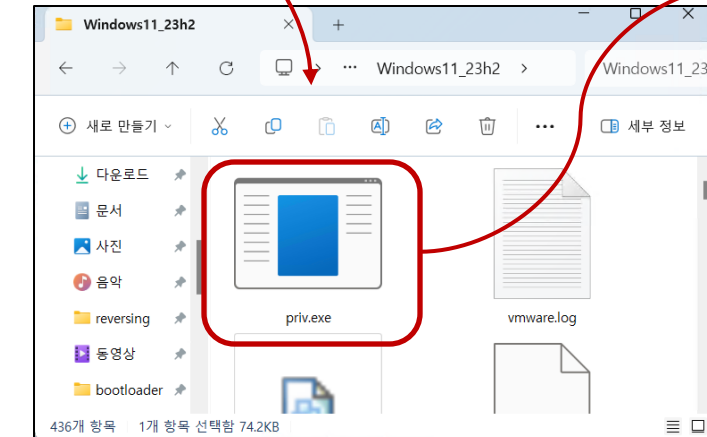 Windows11_23h2
Windows11_23h2
Windows11_23
새로 만들기
세부 정보
다운로드
문서
사진
음악
reversing
동영상
bootloader
priv.exe
vmware.log
436개 항목
1개 항목 선택함 74.2KB